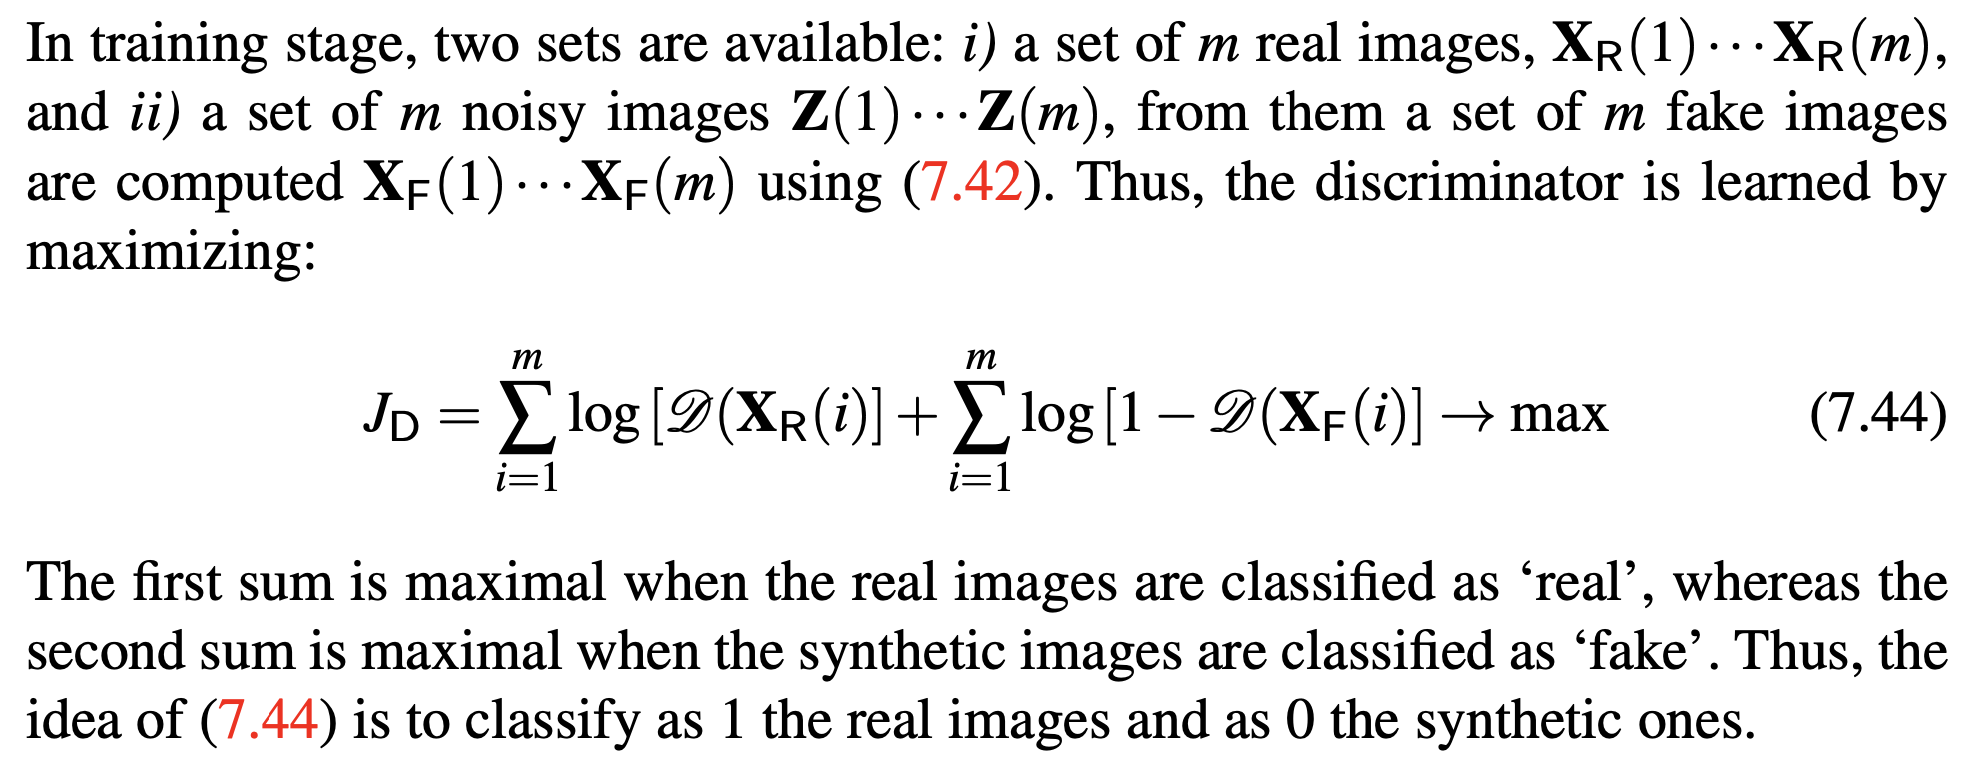 In training stage, two sets are available: i) a set of m real images, X_R(1)⋯X_R(m),
and ii) a set of m noisy images Z(1)⋯Z(m), from them a set of m fake images
are computed X_F(1)⋯X_F(m) using (7.42). Thus, the discriminator is learned by
maximizing:
J_D = ∑_{i=1}^{m} log [𝒟(X_R(i)] + ∑_{i=1}^{m} log [1 − 𝒟(X_F(i)] → max (7.44)
The first sum is maximal when the real images are classified as ‘real’, whereas the
second sum is maximal when the synthetic images are classified as ‘fake’. Thus, the
idea of (7.44) is to classify as 1 the real images and as 0 the synthetic ones.